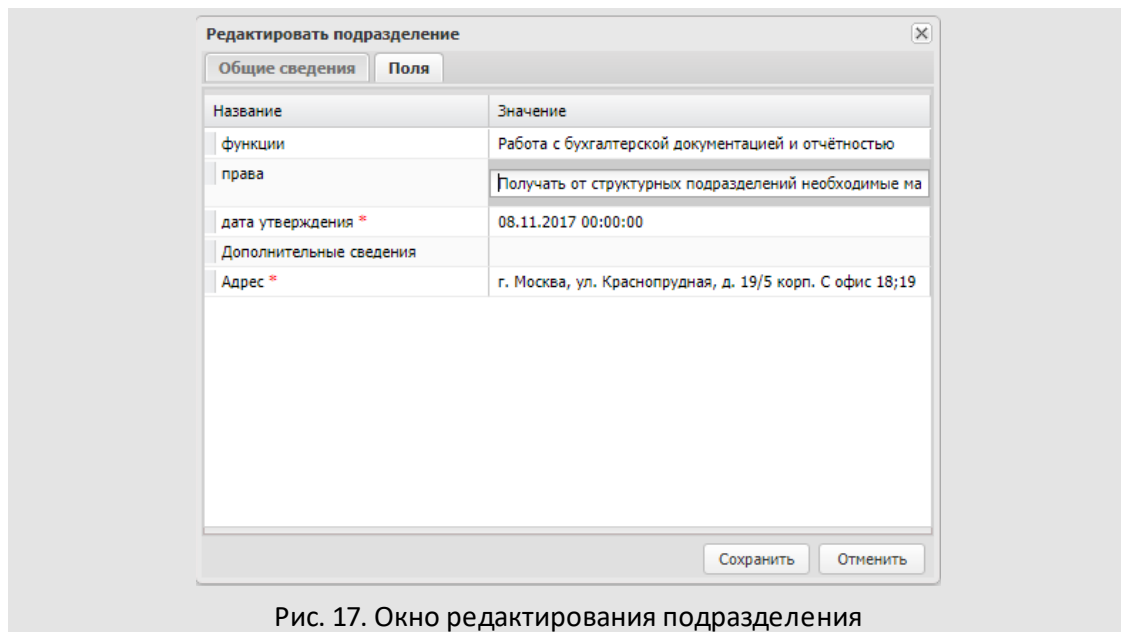 Редактировать подразделение
Общие сведения Поля
Название Значение
функции Работа с бухгалтерской документацией и отчётностью
права Получать от структурных подразделений необходимые ма
дата утверждения * 08.11.2017 00:00:00
Дополнительные сведения
Адрес * г. Москва, ул. Краснопрудная, д. 19/5 корп. С офис 18;19
Сохранить Отменить
Рис. 17. Окно редактирования подразделения